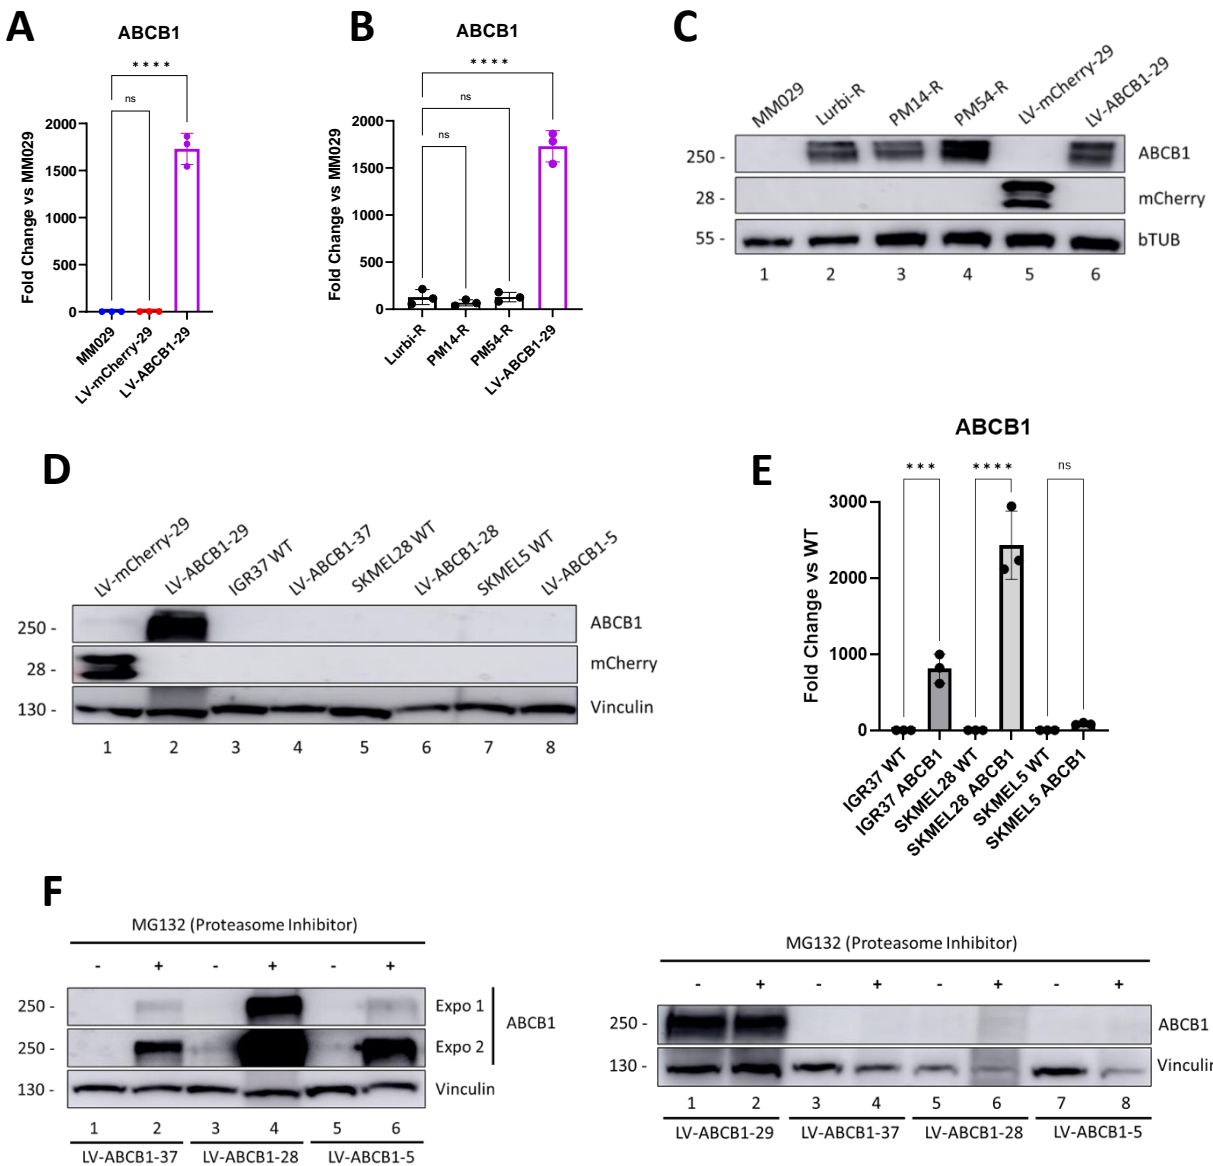 A
ABCB1
****
ns
Fold Change vs MM029
2000
1500
1000
500
0
MM029
LV-mCherry-29
LV-ABCB1-29
B
ABCB1
****
ns
ns
Fold Change vs MM029
2000
1500
1000
500
0
Lurbi-R
PM14-R
PM54-R
LV-ABCB1-29
C
MM029
Lurbi-R
PM14-R
PM54-R
LV-mCherry-29
LV-ABCB1-29
250 - ABCB1
28 - mCherry
55 - bTUB
1 2 3 4 5 6
D
LV-mCherry-29
LV-ABCB1-29
IGR37 WT
LV-ABCB1-37
SKMEL28 WT
LV-ABCB1-28
SKMEL5 WT
LV-ABCB1-5
250 - ABCB1
28 - mCherry
130 - Vinculin
1 2 3 4 5 6 7 8
E
ABCB1
*** **** ns
Fold Change vs WT
3000
2000
1000
0
IGR37 WT
IGR37 ABCB1
SKMEL28 WT
SKMEL28 ABCB1
SKMEL5 WT
SKMEL5 ABCB1
F
MG132 (Proteasome Inhibitor)
- + - + - +
250 - Expo 1
ABCB1
250 - Expo 2
130 - Vinculin
1 2 3 4 5 6
LV-ABCB1-37 LV-ABCB1-28 LV-ABCB1-5
MG132 (Proteasome Inhibitor)
- + - + - + - +
250 - ABCB1
130 - Vinculin
1 2 3 4 5 6 7 8
LV-ABCB1-29 LV-ABCB1-37 LV-ABCB1-28 LV-ABCB1-5